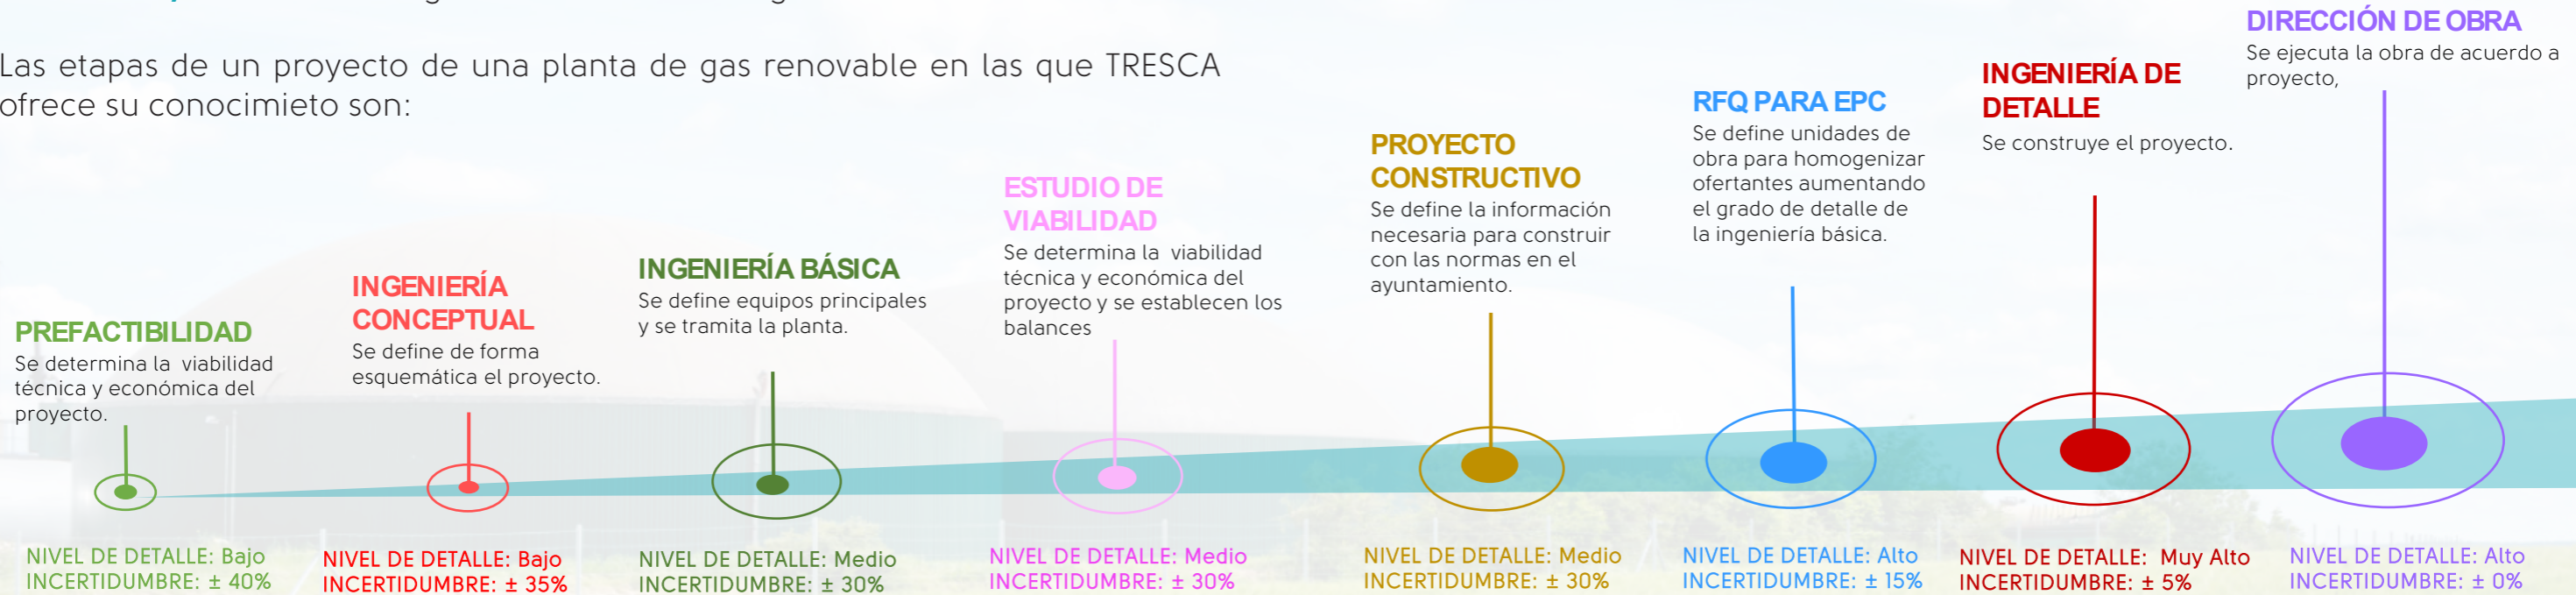 Las etapas de un proyecto de una planta de gas renovable en las que TRESCA
ofrece su conocimieto son:
PREFACTIBILIDAD
Se determina la viabilidad
técnica y económica del
proyecto.
NIVEL DE DETALLE: Bajo
INCERTIDUMBRE: ± 40%
INGENIERÍA
CONCEPTUAL
Se define de forma
esquemática el proyecto.
NIVEL DE DETALLE: Bajo
INCERTIDUMBRE: ± 35%
INGENIERÍA BÁSICA
Se define equipos principales
y se tramita la planta.
NIVEL DE DETALLE: Medio
INCERTIDUMBRE: ± 30%
ESTUDIO DE
VIABILIDAD
Se determina la viabilidad
técnica y económica del
proyecto y se establecen los
balances
NIVEL DE DETALLE: Medio
INCERTIDUMBRE: ± 30%
PROYECTO
CONSTRUCTIVO
Se define la información
necesaria para construir
con las normas en el
ayuntamiento.
NIVEL DE DETALLE: Medio
INCERTIDUMBRE: ± 30%
RFQ PARA EPC
Se define unidades de
obra para homogenizar
ofertantes aumentando
el grado de detalle de
la ingeniería básica.
NIVEL DE DETALLE: Alto
INCERTIDUMBRE: ± 15%
INGENIERÍA DE
DETALLE
Se construye el proyecto.
NIVEL DE DETALLE: Muy Alto
INCERTIDUMBRE: ± 5%
DIRECCIÓN DE OBRA
Se ejecuta la obra de acuerdo a
proyecto,
NIVEL DE DETALLE: Alto
INCERTIDUMBRE: ± 0%